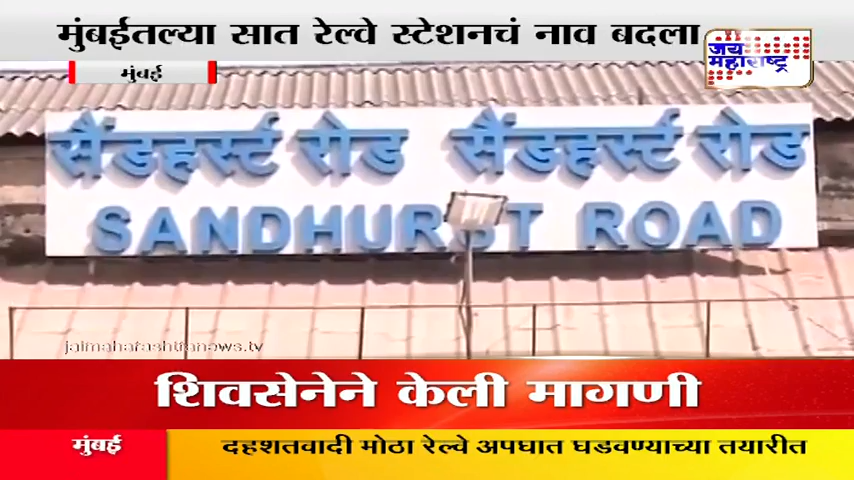 मुंबईतल्या सात रेल्वे स्टेशनचं नाव बदला
जय महाराष्ट्र
मुंबई
सैंडहर्स्ट रोड सैंडहर्स्ट रोड
SANDHURST ROAD
jaimaharashtranews.tv
शिवसेनेने केली मागणी
मुंबई
दहशतवादी मोठा रेल्वे अपघात घडवण्याच्या तयारीत